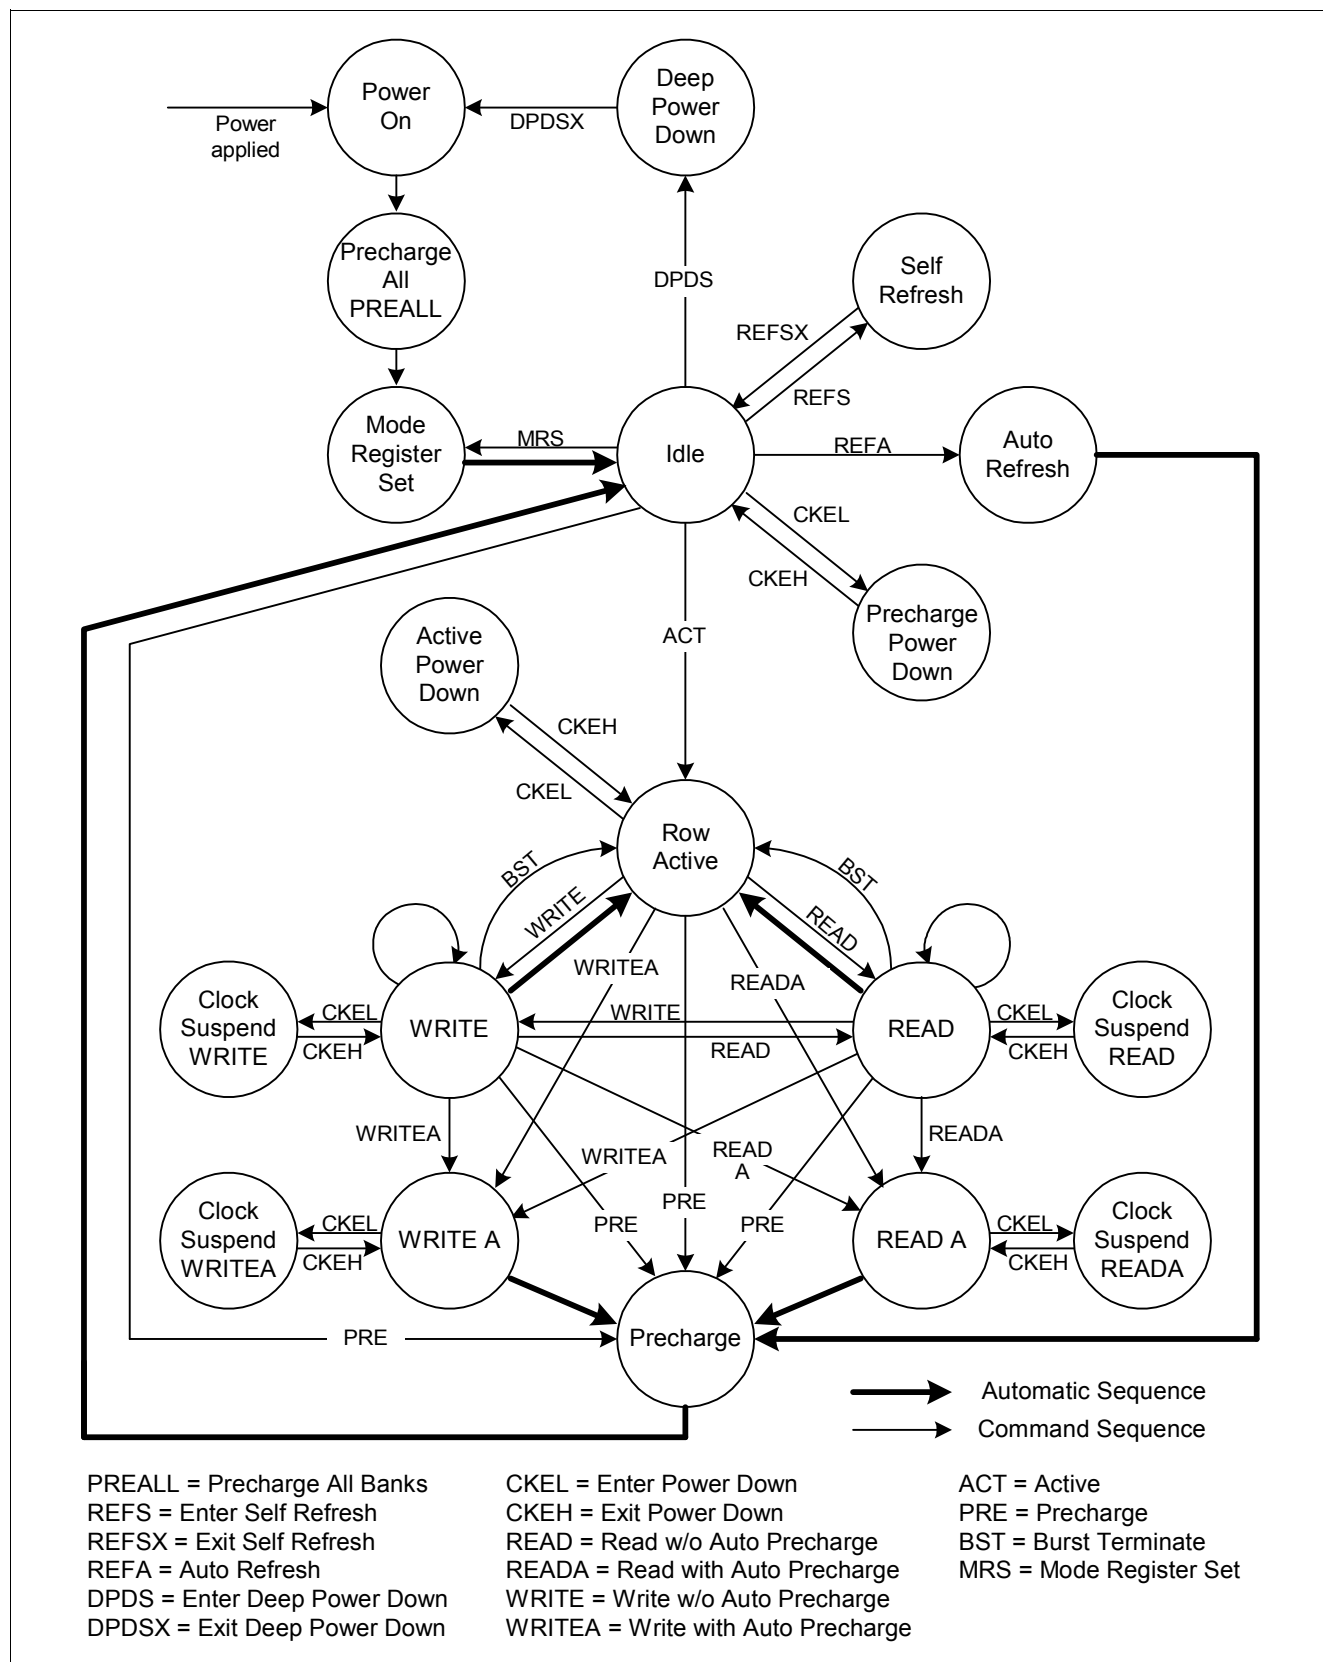 Power
On
Deep
Power
Down
Power
applied
DPDSX
Precharge
All
PREALL
DPDS
Self
Refresh
REFSX
REFS
Mode
Register
Set
MRS
Idle
REFA
Auto
Refresh
CKEL
CKEH
Precharge
Power
Down
ACT
Active
Power
Down
CKEH
CKEL
Row
Active
BST
WRITE
READ
BST
WRITEA
READA
Clock
Suspend
WRITE
CKEL
CKEH
WRITE
WRITE
READ
READ
CKEL
CKEH
Clock
Suspend
READ
WRITEA
WRITEA
READ
A
READA
Clock
Suspend
WRITEA
CKEL
CKEH
WRITE A
PRE
PRE
PRE
READ A
CKEL
CKEH
Clock
Suspend
READA
PRE
Precharge
Automatic Sequence
Command Sequence
PREALL = Precharge All Banks
REFS = Enter Self Refresh
REFSX = Exit Self Refresh
REFA = Auto Refresh
DPDS = Enter Deep Power Down
DPDSX = Exit Deep Power Down
CKEL = Enter Power Down
CKEH = Exit Power Down
READ = Read w/o Auto Precharge
READA = Read with Auto Precharge
WRITE = Write w/o Auto Precharge
WRITEA = Write with Auto Precharge
ACT = Active
PRE = Precharge
BST = Burst Terminate
MRS = Mode Register Set